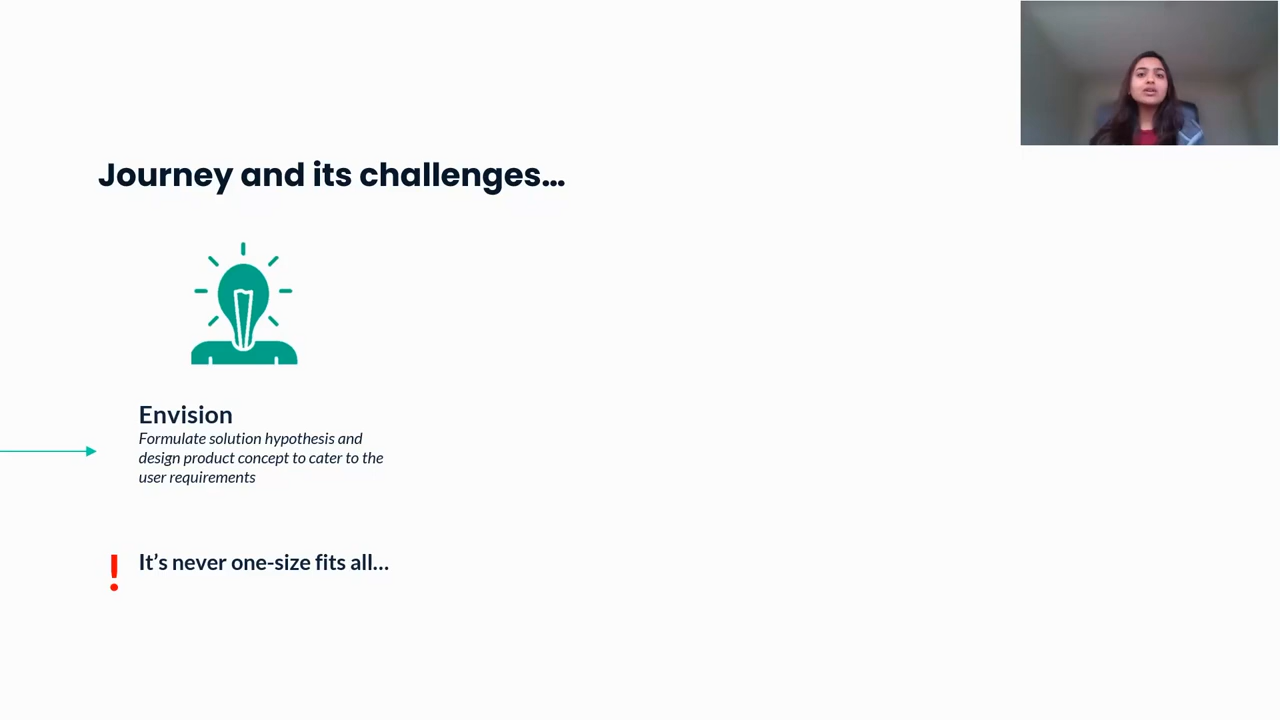 Journey and its challenges…
Envision
Formulate solution hypothesis and
design product concept to cater to the
user requirements
! It’s never one-size fits all…